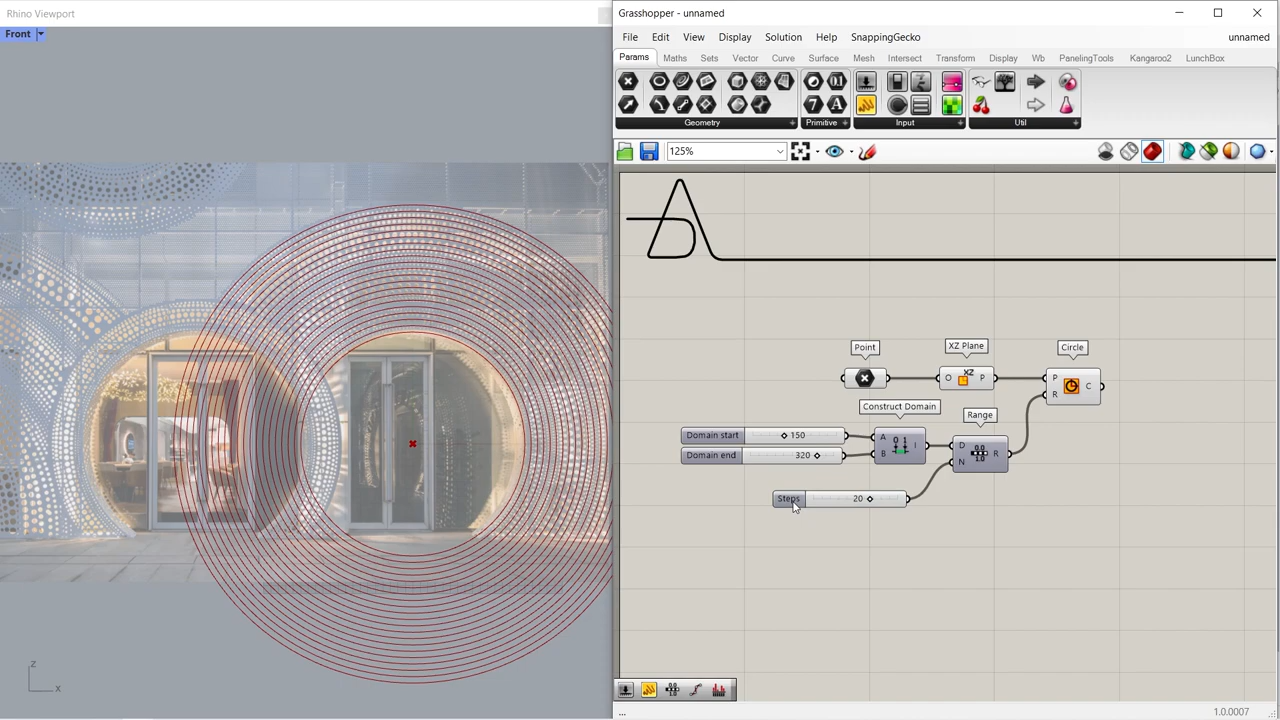 Rhino Viewport
Front
z
x
Grasshopper - unnamed
File Edit View Display Solution Help SnappingGecko unnamed
Params Maths Sets Vector Curve Surface Mesh Intersect Transform Display Wb PanelingTools Kangaroo2 LunchBox
Geometry Primitive Input Util
125%
Point
XZ Plane
Circle
O XZ P
P
R
C
Construct Domain
Range
Domain start 150
Domain end 320
A
B
I
D
N
R
Steps 20
...
1.0.0007